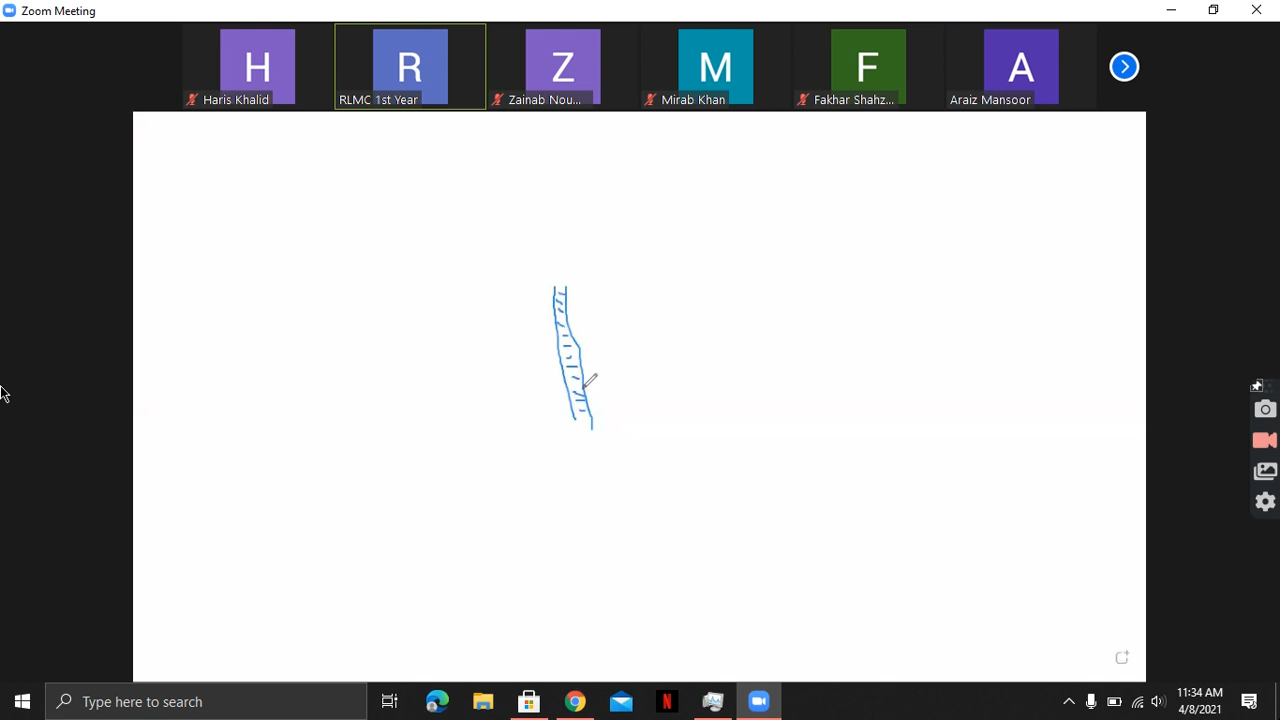 Zoom Meeting
H
R
Z
M
F
A
Haris Khalid
RLMC 1st Year
Zainab Nou...
Mirab Khan
Fakhar Shahz...
Araiz Mansoor
N
Type here to search
11:34 AM
4/8/2021